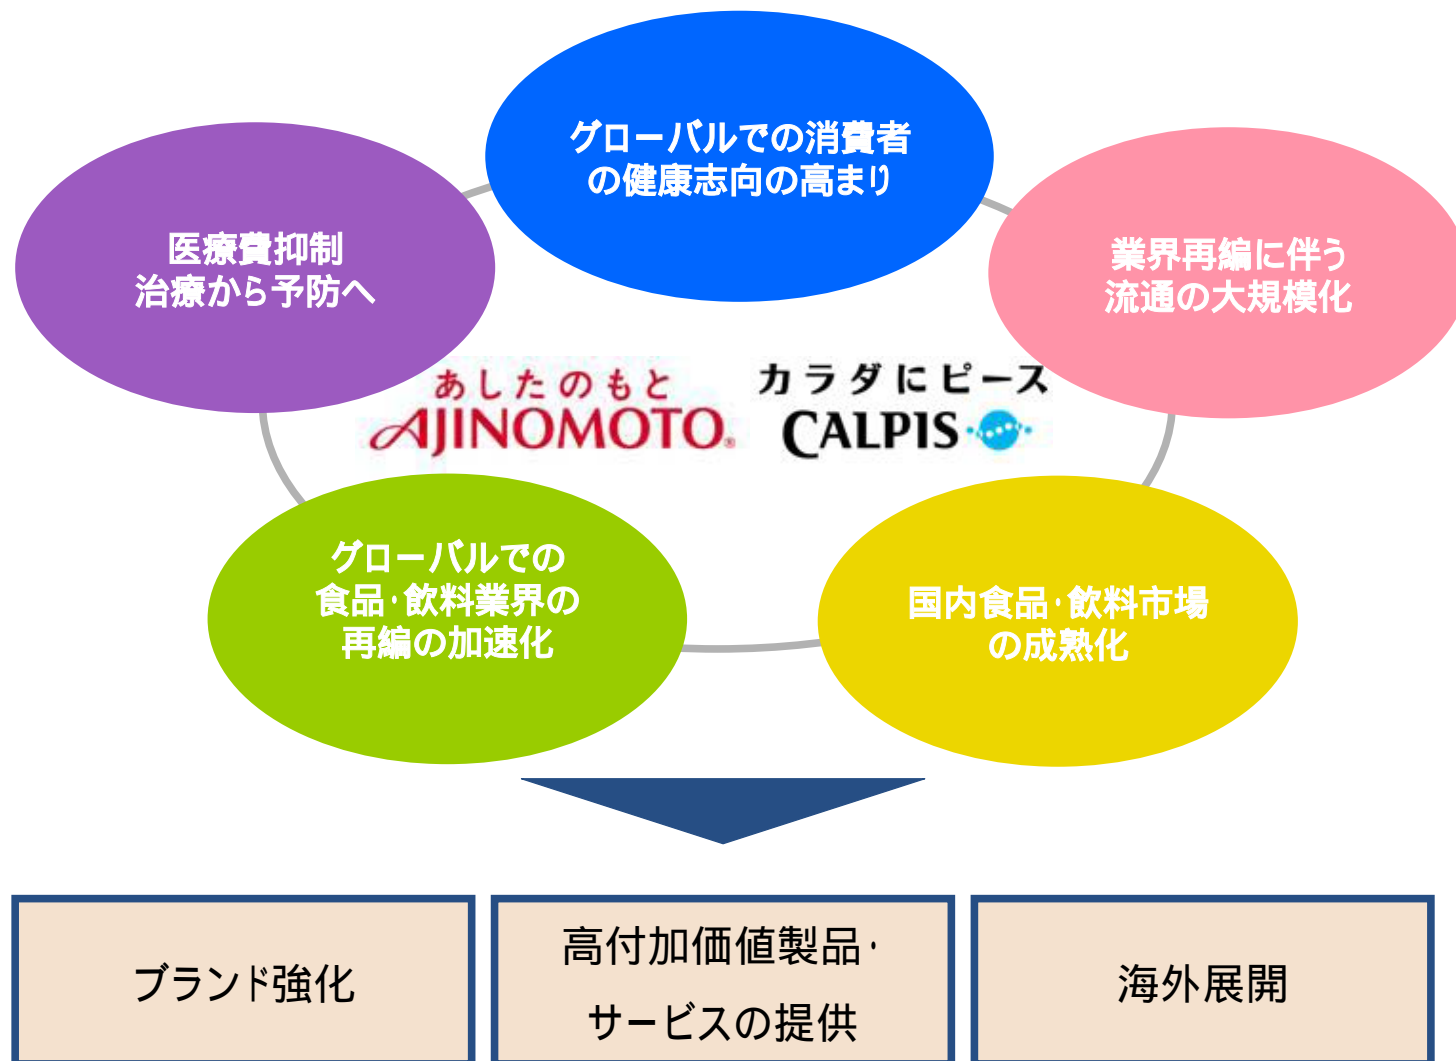 グローバルでの消費者
の健康志向の高まり
医療費抑制
治療から予防へ
業界再編に伴う
流通の大規模化
あしたのもと
AJINOMOTO®
カラダにピース
CALPIS
グローバルでの
食品・飲料業界の
再編の加速化
国内食品・飲料市場
の成熟化
ブランド強化
高付加価値製品・
サービスの提供
海外展開